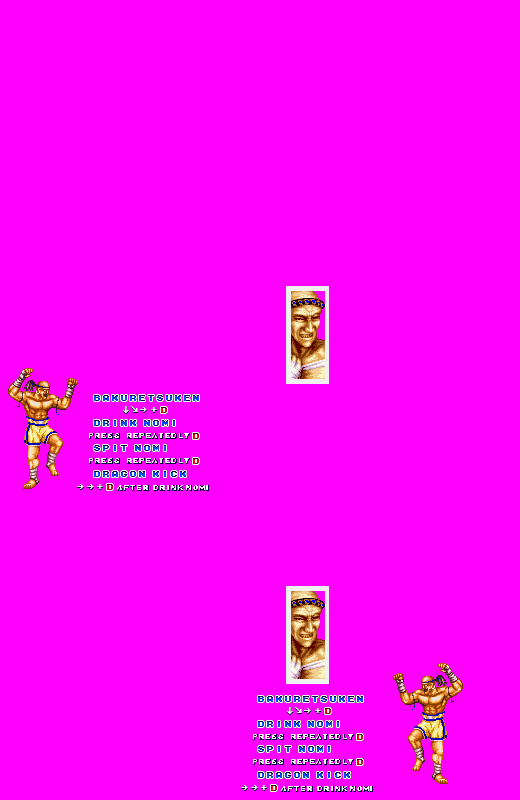 BAKURETSUKEN
↓↘→+D
DRINK NOMI
PRESS REPEATEDLY D
SPIT NOMI
PRESS REPEATEDLY D
DRAGON KICK
→→+D AFTER DRINK NOMI
BAKURETSUKEN
↓↘→+D
DRINK NOMI
PRESS REPEATEDLY D
SPIT NOMI
PRESS REPEATEDLY D
DRAGON KICK
→→+D AFTER DRINK NOMI